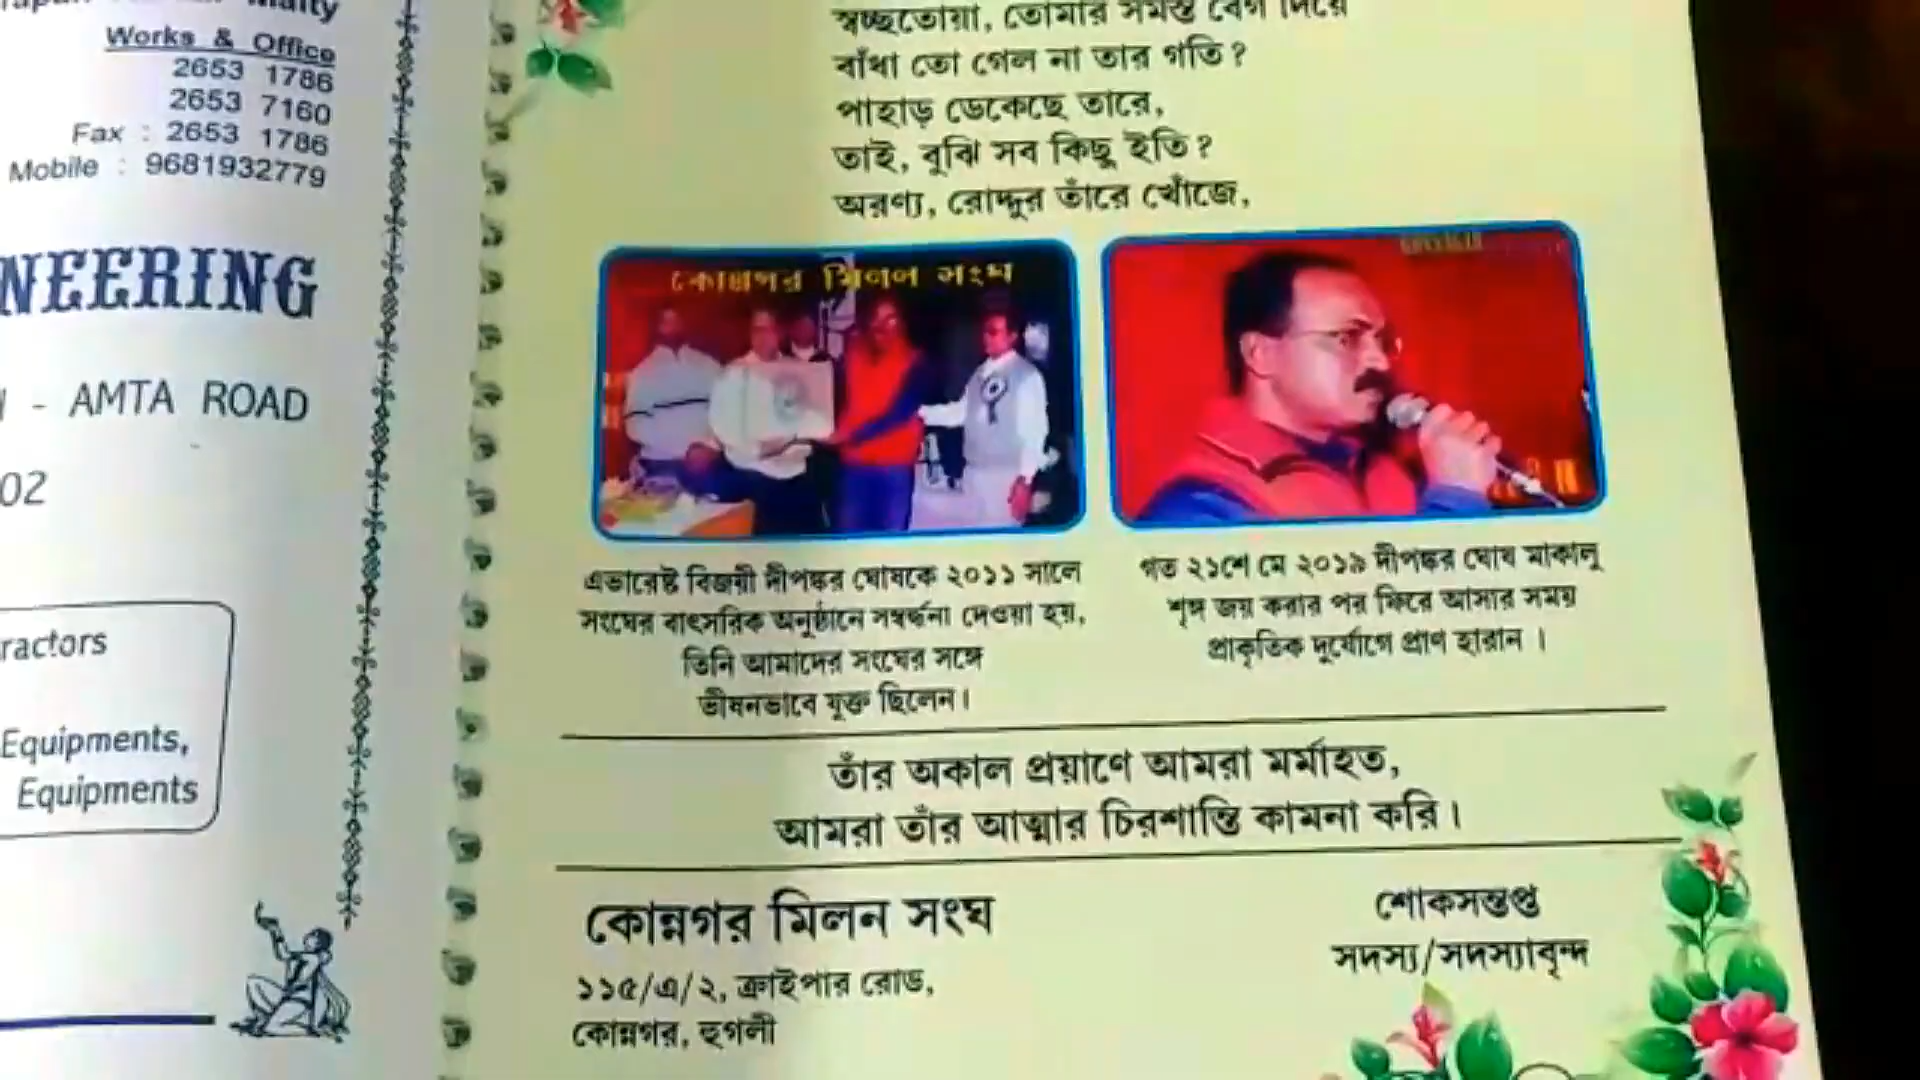 Maity
Works & Office
2653 1786
2653 7160
Fax : 2653 1786
Mobile : 9681932779
NEERING
- AMTA ROAD
02
ractors
Equipments,
Equipments
স্বচ্ছতোয়া, তোমার সমস্ত বেগ দিয়ে
বাঁধা তো গেল না তার গতি?
পাহাড় ডেকেছে তারে,
তাই, বুঝি সব কিছু ইতি?
অরণ্য, রোদ্দুর তাঁরে খোঁজে,
কোন্নগর মিলন সংঘ
এভারেষ্ট বিজয়ী দীপঙ্কর ঘোষকে ২০১১ সালে
সংঘের বাৎসরিক অনুষ্ঠানে সম্বর্দ্ধনা দেওয়া হয়,
তিনি আমাদের সংঘের সঙ্গে
ভীষনভাবে যুক্ত ছিলেন।
গত ২১শে মে ২০১৯ দীপঙ্কর ঘোষ মাকালু
শৃঙ্গ জয় করার পর ফিরে আসার সময়
প্রাকৃতিক দুর্যোগে প্রাণ হারান ।
তাঁর অকাল প্রয়াণে আমরা মর্মাহত,
আমরা তাঁর আত্মার চিরশান্তি কামনা করি।
কোন্নগর মিলন সংঘ
১১৫/এ/২, ক্রাইপার রোড,
কোন্নগর, হুগলী
শোকসন্তপ্ত
সদস্য/সদস্যাবৃন্দ